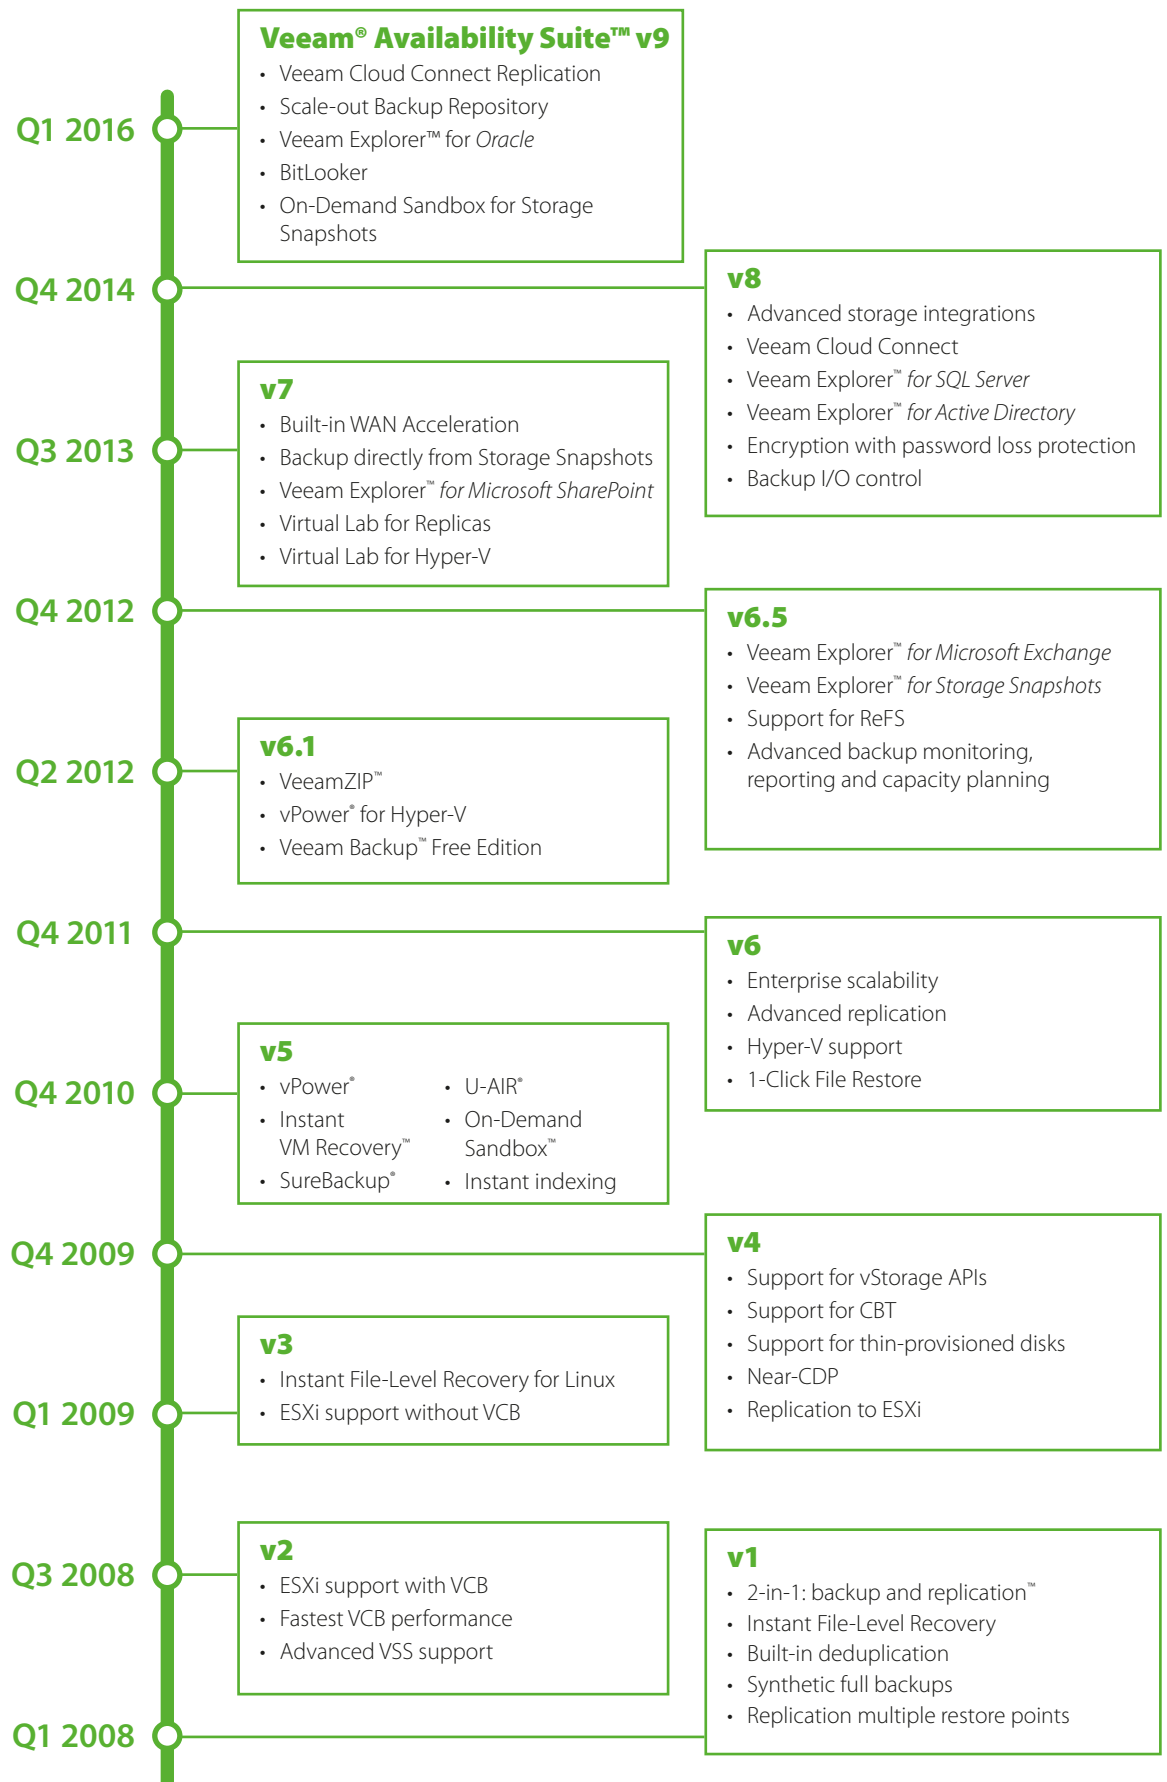 Veeam® Availability Suite™ v9
• Veeam Cloud Connect Replication
• Scale-out Backup Repository
• Veeam Explorer™ for Oracle
• BitLooker
• On-Demand Sandbox for Storage
Snapshots
Q1 2016
Q4 2014
v8
• Advanced storage integrations
• Veeam Cloud Connect
• Veeam Explorer™ for SQL Server
• Veeam Explorer™ for Active Directory
• Encryption with password loss protection
• Backup I/O control
Q3 2013
v7
• Built-in WAN Acceleration
• Backup directly from Storage Snapshots
• Veeam Explorer™ for Microsoft SharePoint
• Virtual Lab for Replicas
• Virtual Lab for Hyper-V
Q4 2012
v6.5
• Veeam Explorer™ for Microsoft Exchange
• Veeam Explorer™ for Storage Snapshots
• Support for ReFS
• Advanced backup monitoring,
reporting and capacity planning
Q2 2012
v6.1
• VeeamZIP™
• vPower® for Hyper-V
• Veeam Backup™ Free Edition
Q4 2011
v6
• Enterprise scalability
• Advanced replication
• Hyper-V support
• 1-Click File Restore
Q4 2010
v5
• vPower®
• Instant
VM Recovery™
• SureBackup®
• U-AIR®
• On-Demand
Sandbox™
• Instant indexing
Q4 2009
v4
• Support for vStorage APIs
• Support for CBT
• Support for thin-provisioned disks
• Near-CDP
• Replication to ESXi
Q1 2009
v3
• Instant File-Level Recovery for Linux
• ESXi support without VCB
Q3 2008
v2
• ESXi support with VCB
• Fastest VCB performance
• Advanced VSS support
Q1 2008
v1
• 2-in-1: backup and replication™
• Instant File-Level Recovery
• Built-in deduplication
• Synthetic full backups
• Replication multiple restore points